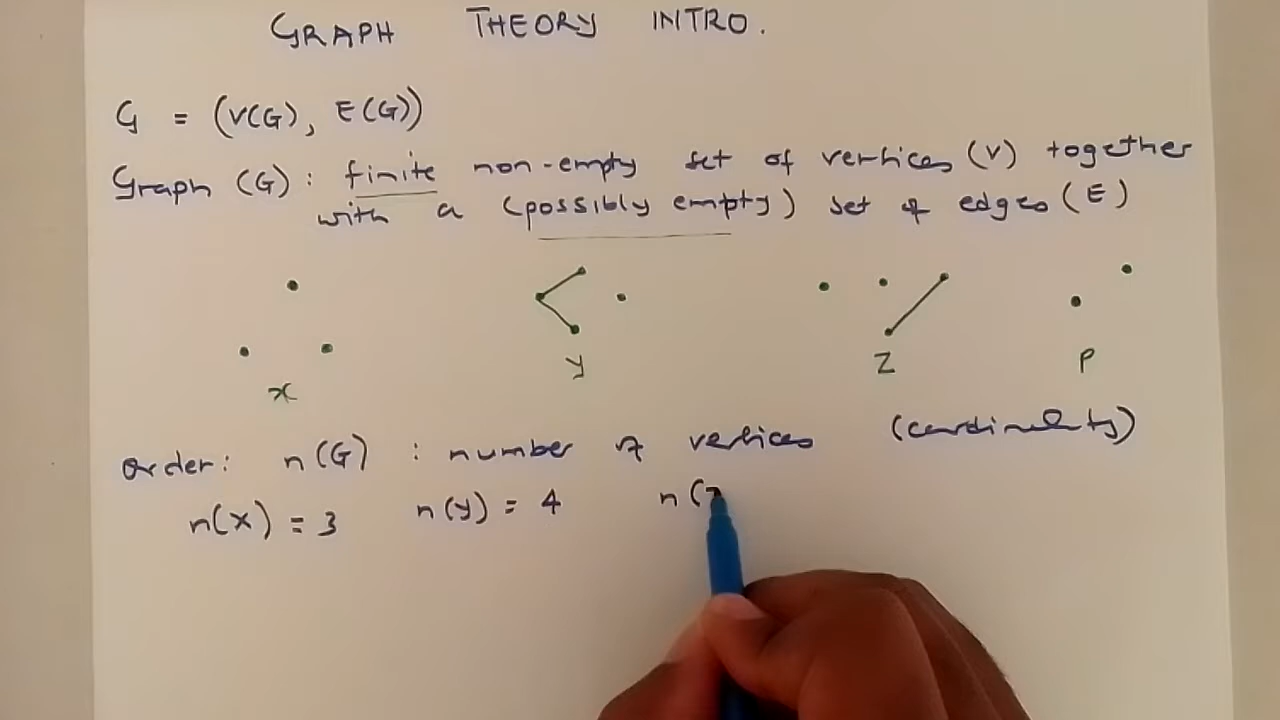 GRAPH THEORY INTRO.
G = (V(G), E(G))
Graph (G): finite non-empty set of vertices (V) together
with a (possibly empty) set of edges (E)
x y z P
Order: n(G) : number of vertices (cardinality)
n(x) = 3 n(y) = 4 n(